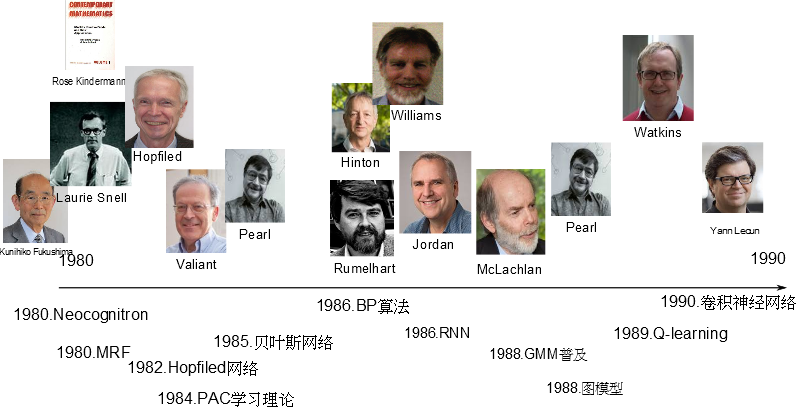 CONTEMPORARY
MATHEMATICS
Rose Kindermann
Williams
Watkins
Hinton
Hopfiled
Laurie Snell
Kunihiko Fukushima
Valiant
Pearl
Rumelhart
Jordan
McLachlan
Pearl
Yann Lecun
1980
1990
1980.Neocognitron
1986.BP算法
1990.卷积神经网络
1985.贝叶斯网络
1986.RNN
1989.Q-learning
1980.MRF
1988.GMM普及
1982.Hopfiled网络
1988.图模型
1984.PAC学习理论